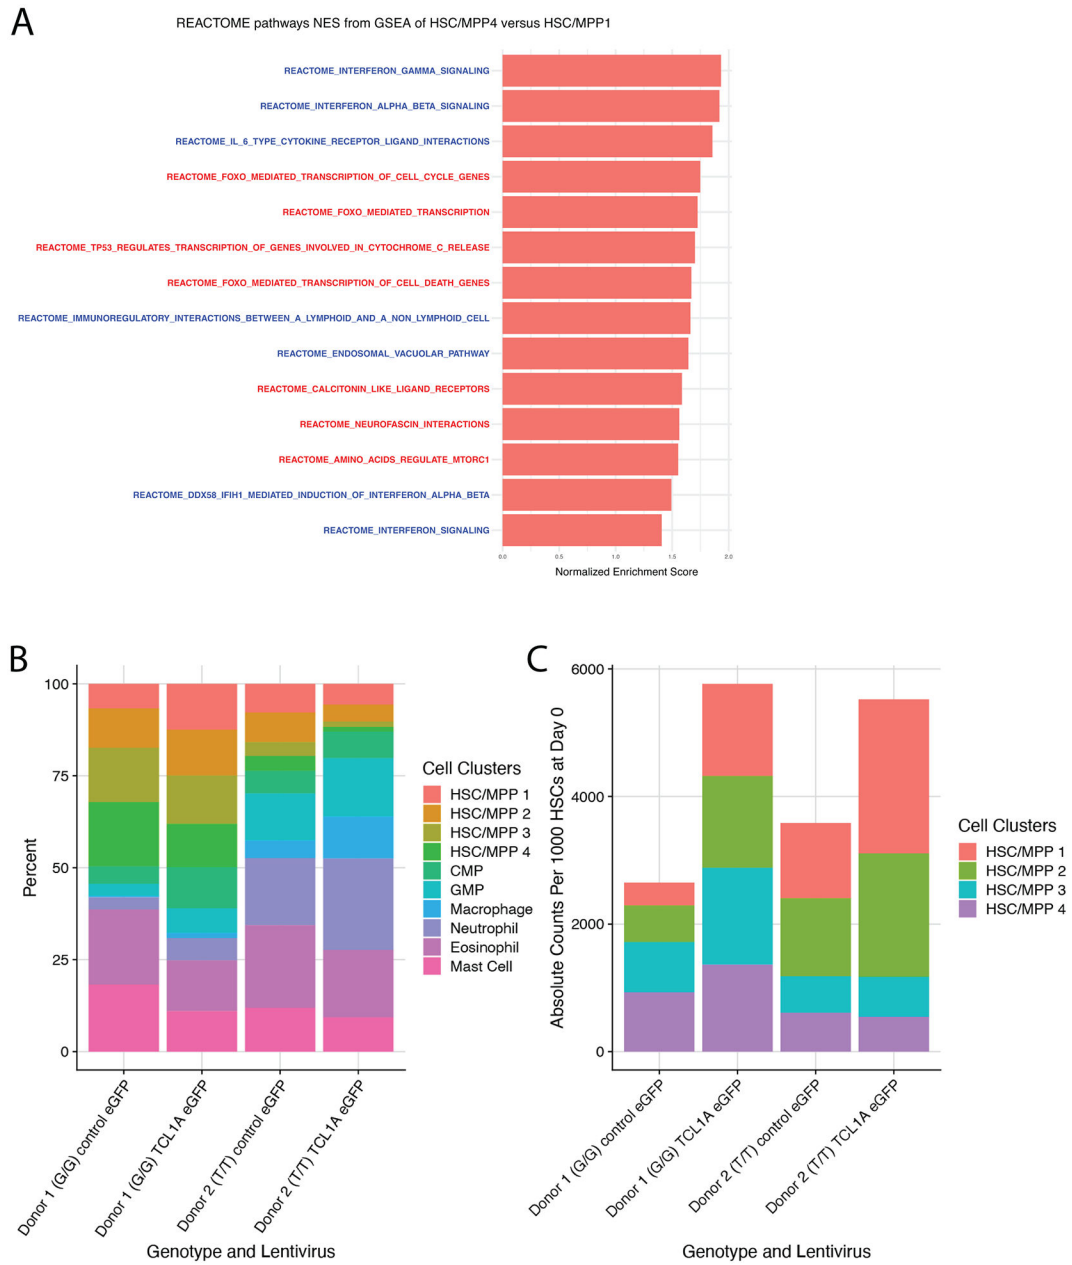 A
REACTOME pathways NES from GSEA of HSC/MPP4 versus HSC/MPP1
REACTOME_INTERFERON_GAMMA_SIGNALING
REACTOME_INTERFERON_ALPHA_BETA_SIGNALING
REACTOME_IL_6_TYPE_CYTOKINE_RECEPTOR_LIGAND_INTERACTIONS
REACTOME_FOXO_MEDIATED_TRANSCRIPTION_OF_CELL_CYCLE_GENES
REACTOME_FOXO_MEDIATED_TRANSCRIPTION
REACTOME_TP53_REGULATES_TRANSCRIPTION_OF_GENES_INVOLVED_IN_CYTOCHROME_C_RELEASE
REACTOME_FOXO_MEDIATED_TRANSCRIPTION_OF_CELL_DEATH_GENES
REACTOME_IMMUNOREGULATORY_INTERACTIONS_BETWEEN_A_LYMPHOID_AND_A_NON_LYMPHOID_CELL
REACTOME_ENDOSOMAL_VACUOLAR_PATHWAY
REACTOME_CALCITONIN_LIKE_LIGAND_RECEPTORS
REACTOME_NEUROFASCIN_INTERACTIONS
REACTOME_AMINO_ACIDS_REGULATE_MTORC1
REACTOME_DDX58_IFIH1_MEDIATED_INDUCTION_OF_INTERFERON_ALPHA_BETA
REACTOME_INTERFERON_SIGNALING
0.0 0.5 1.0 1.5 2.0
Normalized Enrichment Score
B
Percent
100
75
50
25
0
Donor 1 (G/G) control eGFP
Donor 1 (G/G) TCL1A eGFP
Donor 2 (T/T) control eGFP
Donor 2 (T/T) TCL1A eGFP
Genotype and Lentivirus
Cell Clusters
HSC/MPP 1
HSC/MPP 2
HSC/MPP 3
HSC/MPP 4
CMP
GMP
Macrophage
Neutrophil
Eosinophil
Mast Cell
C
Absolute Counts Per 1000 HSCs at Day 0
6000
4000
2000
0
Donor 1 (G/G) control eGFP
Donor 1 (G/G) TCL1A eGFP
Donor 2 (T/T) control eGFP
Donor 2 (T/T) TCL1A eGFP
Genotype and Lentivirus
Cell Clusters
HSC/MPP 1
HSC/MPP 2
HSC/MPP 3
HSC/MPP 4